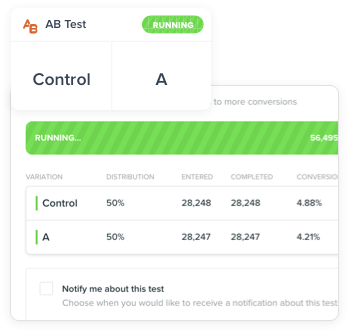 AB Test RUNNING
Control A
to more conversions
RUNNING... 56,495
VARIATION DISTRIBUTION ENTERED COMPLETED CONVERSIO
Control 50% 28,248 28,248 4.88%
A 50% 28,247 28,247 4.21%
Notify me about this test
Choose when you would like to receive a notification about this test